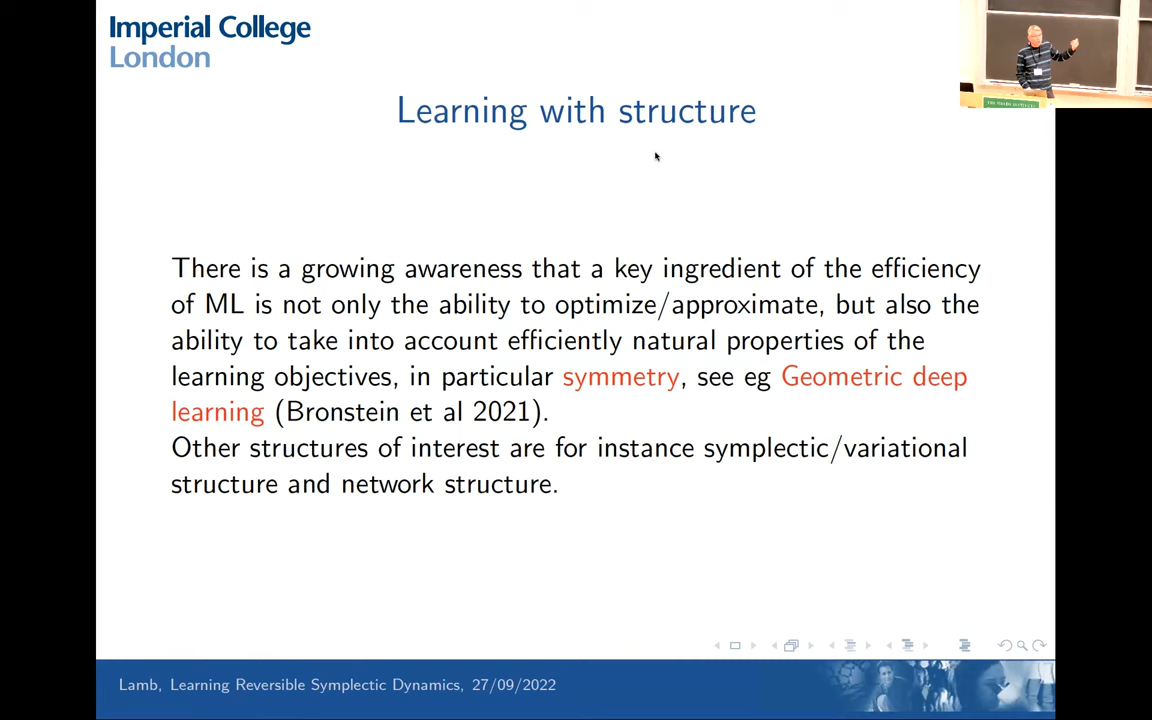 Imperial College
London
Learning with structure
There is a growing awareness that a key ingredient of the efficiency
of ML is not only the ability to optimize/approximate, but also the
ability to take into account efficiently natural properties of the
learning objectives, in particular symmetry, see eg Geometric deep
learning (Bronstein et al 2021).
Other structures of interest are for instance symplectic/variational
structure and network structure.
Lamb, Learning Reversible Symplectic Dynamics, 27/09/2022